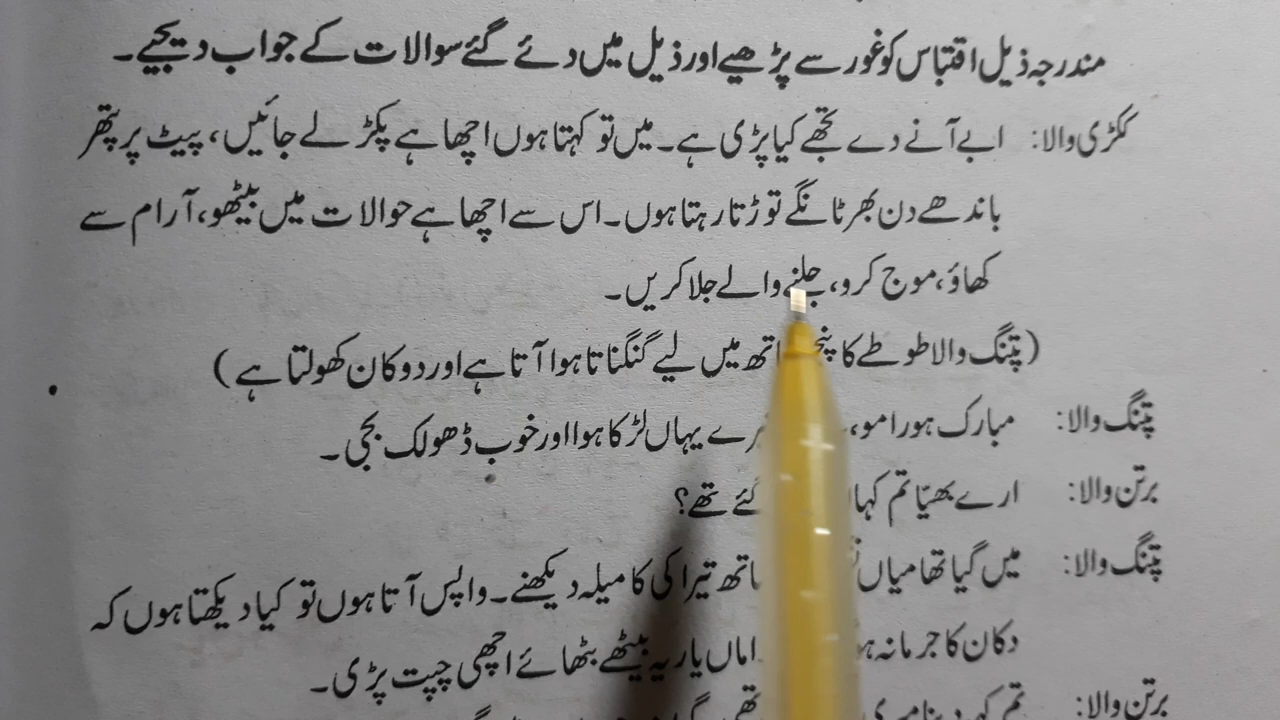 مندرجہ ذیل اقتباس کو غور سے پڑھیے اور ذیل میں دئے گئے سوالات کے جواب دیجیے۔
ککڑی والا: ابے آنے دے تجھے کیا پڑی ہے۔ میں تو کہتا ہوں اچھا ہے پکڑ لے جائیں، پیٹ پر پتھر
باندھے دن بھر ٹانگے توڑتا رہتا ہوں۔ اس سے اچھا ہے حوالات میں بیٹھو، آرام سے
کھاؤ، موج کرو، جلنے والے جلا کریں۔
(پتنگ والا طوطے کا میں لیے گنگناتا ہوا آتا ہے اور دوکان کھولتا ہے)
پتنگ والا: مبارک ہو رامو، یہاں لڑکا ہوا اور خوب ڈھولک بجی۔
برتن والا: ارے بھیّا تم گئے تھے؟
پتنگ والا: میں گیا تھا میاں تیراکی کا میلہ دیکھنے۔ واپس آتا ہوں تو کیا دیکھتا ہوں کہ
دکان کا جرمانہ اماں یار یہ بیٹھے بٹھائے اچھی چپت پڑی۔
برتن والا: تم